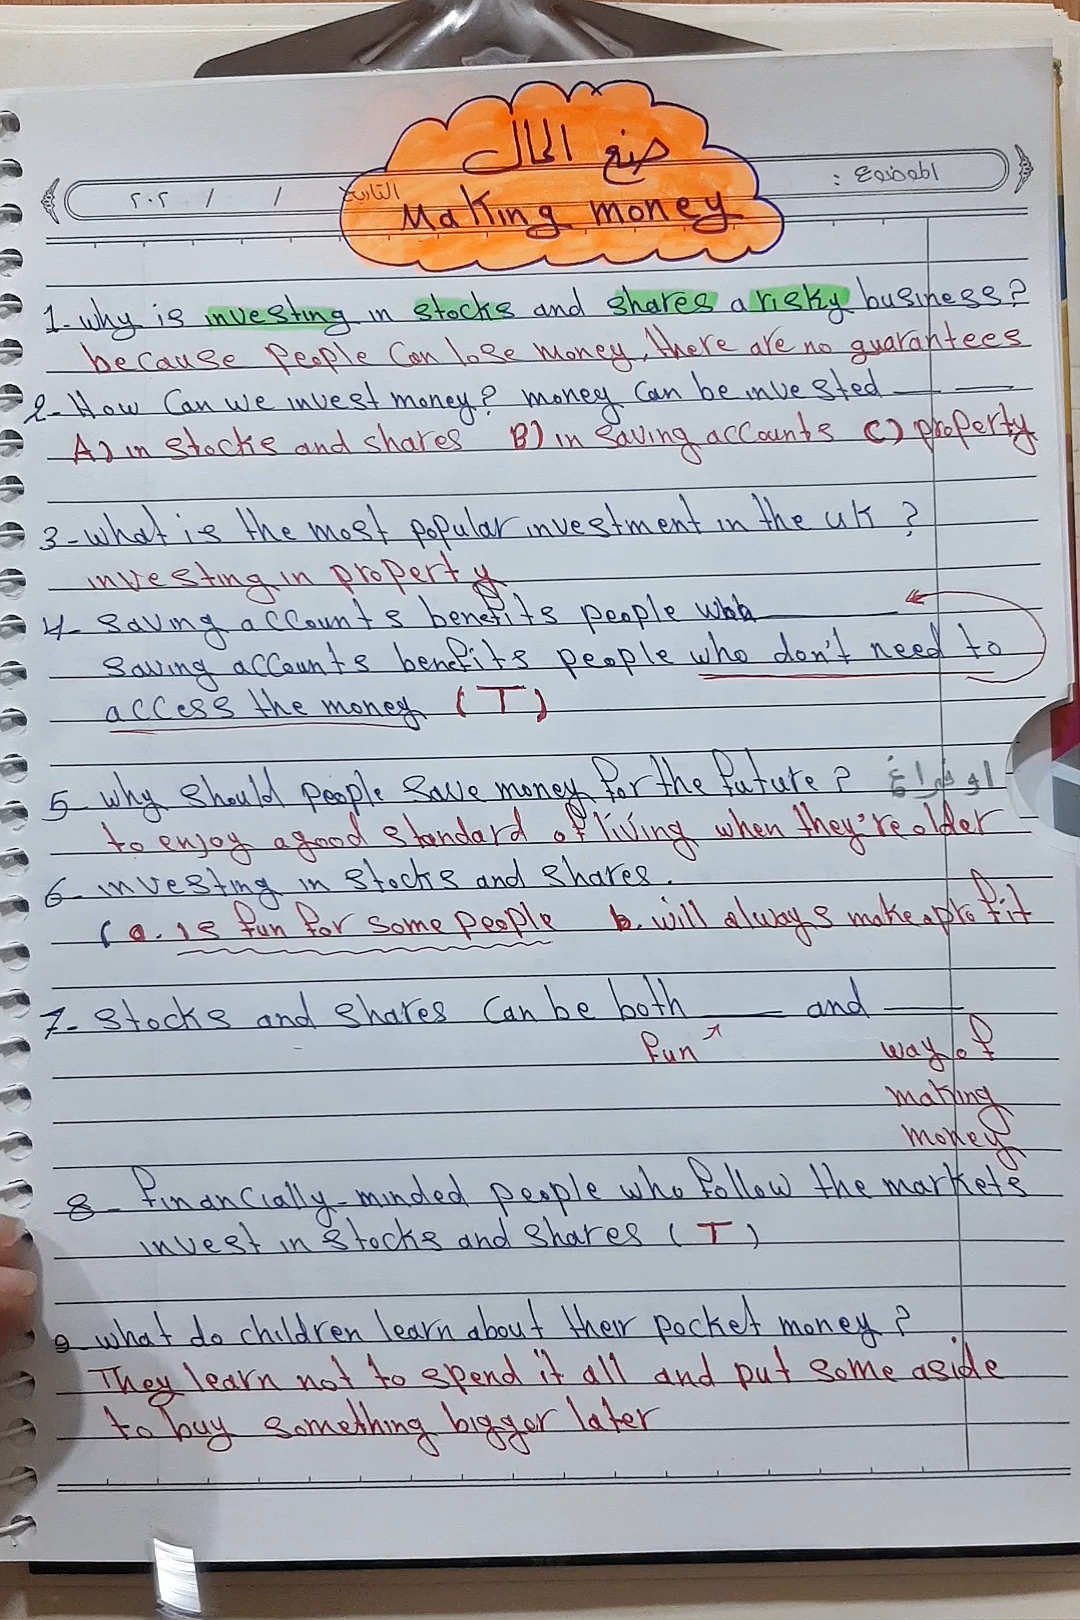 صنع المال
الموضوع :
التاريخ / / ٢٠٢
Making money
1- why is investing in stocks and shares a risky business?
because people can lose money, there are no guarantees
2- How can we invest money? money can be invested
A) in stocks and shares B) in saving accounts C) property
3- what is the most popular investment in the uk ?
investing in property
4- Saving accounts benefits people who
Saving accounts benefits people who don't need to
access the money (T)
5- why should people save money for the future? او فراغ
to enjoy a good standard of living when they're older
6- investing in stocks and shares.
( a. is fun for some people b. will always make a profit
7- stocks and shares can be both ___ and ___
fun way of
making
money
8- financially-minded people who follow the markets
invest in stocks and shares (T)
9- what do children learn about their pocket money ?
They learn not to spend it all and put some aside
to buy something bigger later